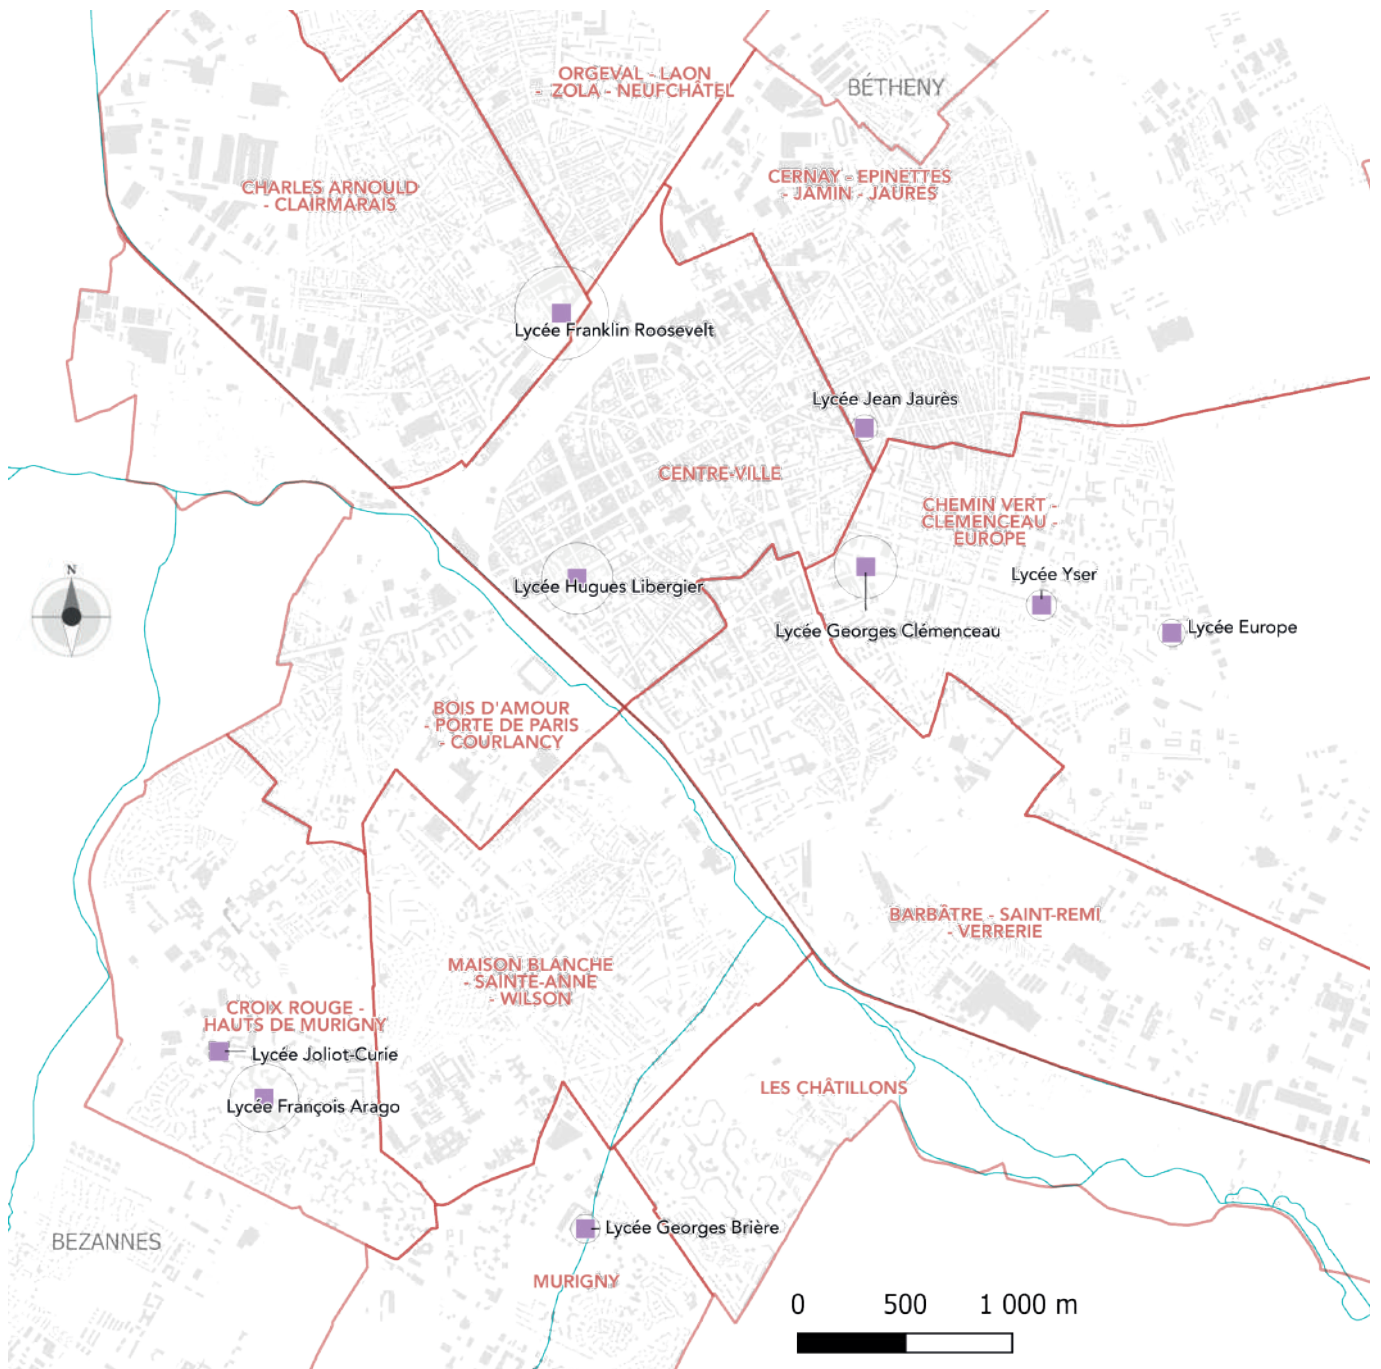 ORGEVAL - LAON
- ZOLA - NEUFCHÂTEL
BÉTHENY
CHARLES ARNOULD
- CLAIRMARAIS
CERNAY - EPINETTES
- JAMIN - JAURES
Lycée Franklin Roosevelt
Lycée Jean Jaurès
CENTRE-VILLE
CHEMIN VERT -
CLEMENCEAU -
EUROPE
N
Lycée Hugues Libergier
Lycée Yser
Lycée Georges Clémenceau
Lycée Europe
BOIS D'AMOUR
- PORTE DE PARIS
- COURLANCY
BARBÂTRE - SAINT-REMI
- VERRERIE
MAISON BLANCHE
- SAINTE-ANNE
- WILSON
CROIX ROUGE -
HAUTS DE MURIGNY
Lycée Joliot-Curie
Lycée François Arago
LES CHÂTILLONS
Lycée Georges Brière
BEZANNES
MURIGNY
0 500 1 000 m